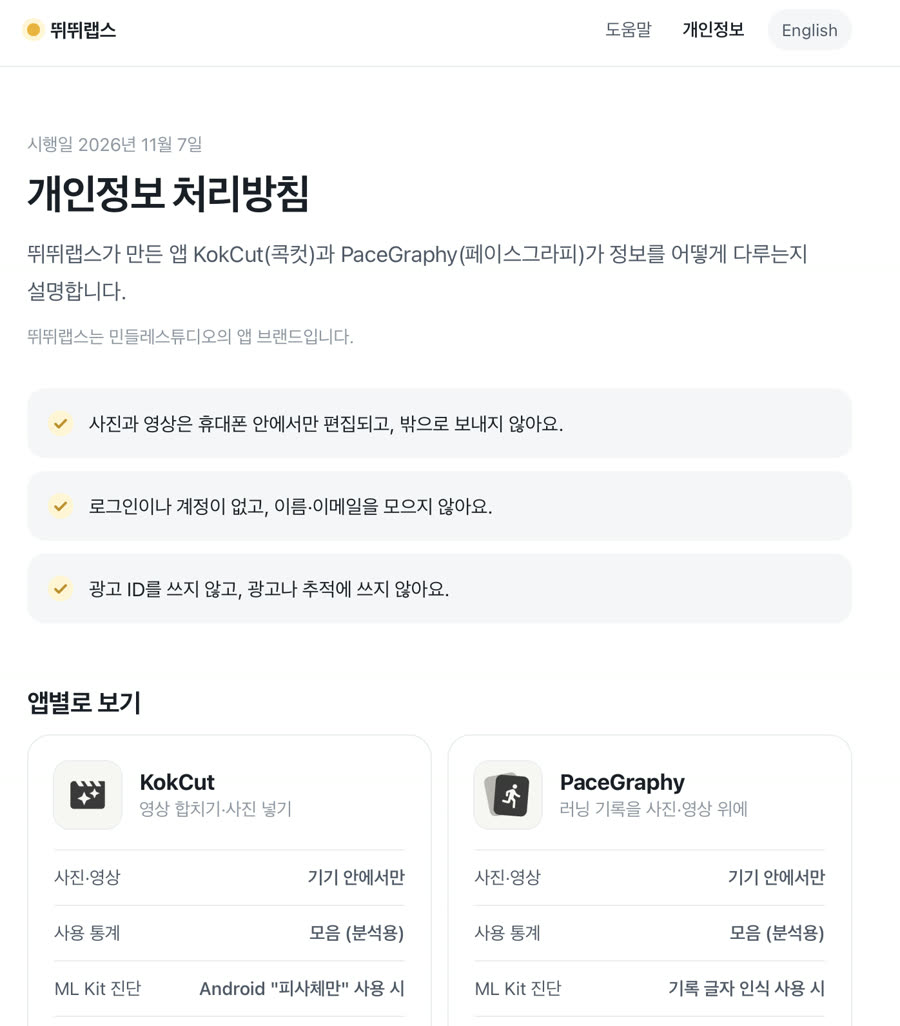 뛰뛰랩스
도움말
개인정보
English
시행일 2026년 11월 7일
개인정보 처리방침
뛰뛰랩스가 만든 앱 KokCut(콕컷)과 PaceGraphy(페이스그라피)가 정보를 어떻게 다루는지
설명합니다.
뛰뛰랩스는 민들레스튜디오의 앱 브랜드입니다.
사진과 영상은 휴대폰 안에서만 편집되고, 밖으로 보내지 않아요.
로그인이나 계정이 없고, 이름·이메일을 모으지 않아요.
광고 ID를 쓰지 않고, 광고나 추적에 쓰지 않아요.
앱별로 보기
KokCut
영상 합치기·사진 넣기
사진·영상 기기 안에서만
사용 통계 모음 (분석용)
ML Kit 진단 Android "피사체만" 사용 시
PaceGraphy
러닝 기록을 사진·영상 위에
사진·영상 기기 안에서만
사용 통계 모음 (분석용)
ML Kit 진단 기록 글자 인식 사용 시